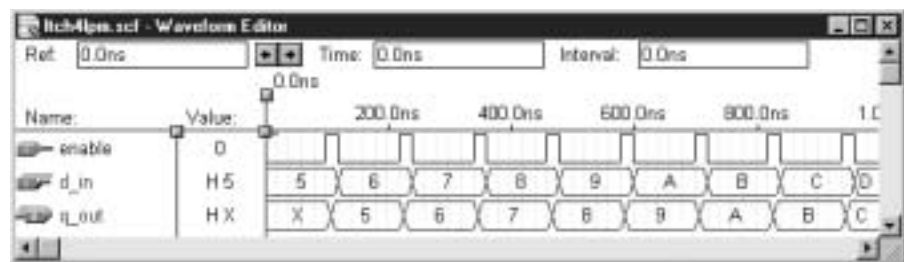 ltch4lpm.scf - Waveform Editor
Ref: 0.0ns Time: 0.0ns Interval: 0.0ns
0.0ns
Name: Value: 200.0ns 400.0ns 600.0ns 800.0ns 1.0
enable 0
d_in H 5 5 6 7 8 9 A B C D
q_out H X X 5 6 7 8 9 A B C